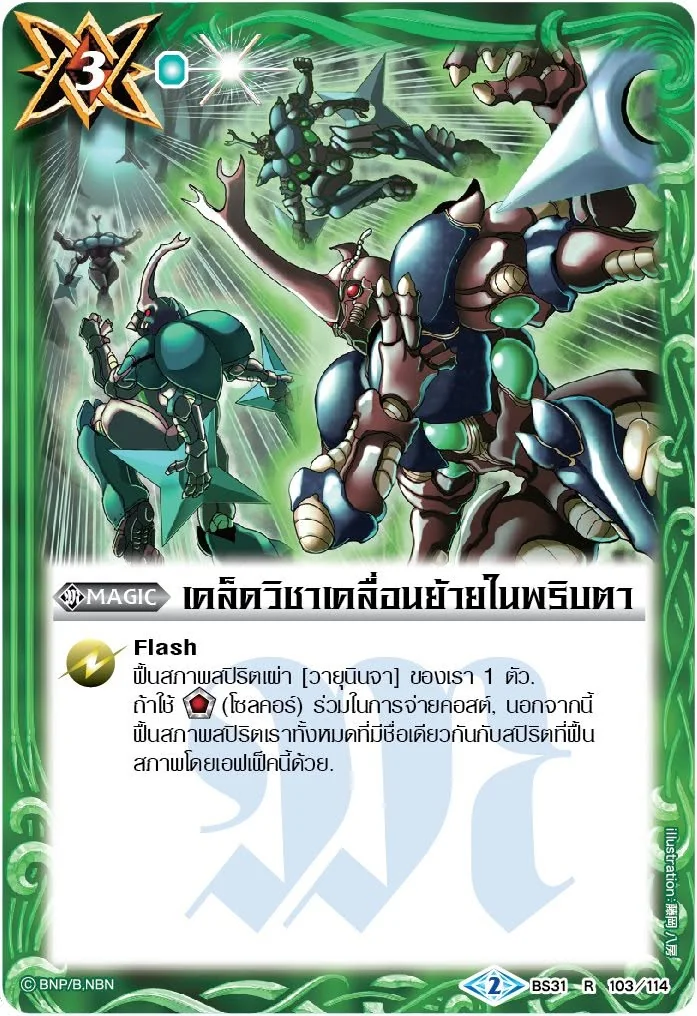 3
MAGIC เคล็ดวิชาเคลื่อนย้ายในพริบตา
Flash
ฟื้นสภาพสปิริตเผ่า [วายุนินจา] ของเรา 1 ตัว.
ถ้าใช้ (โซลคอร์) ร่วมในการจ่ายคอสต์, นอกจากนี้
ฟื้นสภาพสปิริตเราทั้งหมดที่มีชื่อเดียวกันกับสปิริตที่ฟื้น
สภาพโดยเอฟเฟ็คนี้ด้วย.
illustration : 藤岡 八房
© BNP/B,NBN
2 BS31 R 103/114